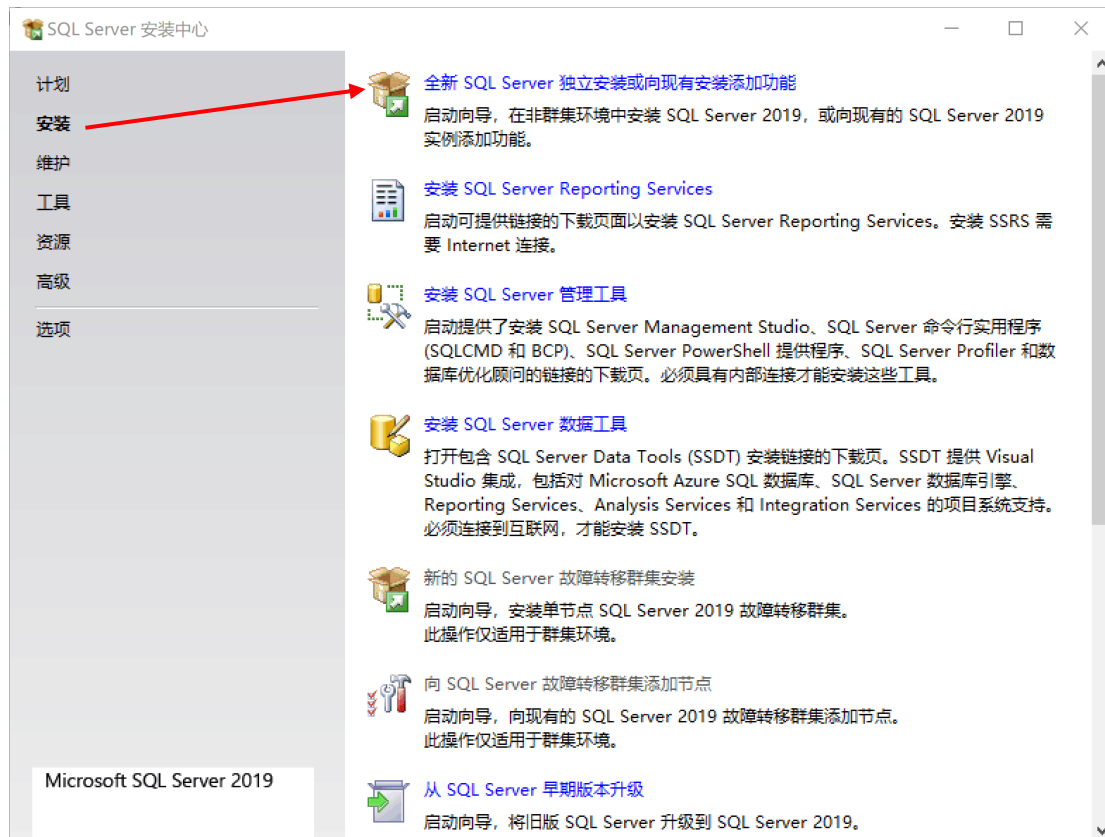 SQL Server 安装中心
计划
安装
维护
工具
资源
高级
选项
Microsoft SQL Server 2019
全新 SQL Server 独立安装或向现有安装添加功能
启动向导，在非群集环境中安装 SQL Server 2019，或向现有的 SQL Server 2019
实例添加功能。
安装 SQL Server Reporting Services
启动可提供链接的下载页面以安装 SQL Server Reporting Services。安装 SSRS 需
要 Internet 连接。
安装 SQL Server 管理工具
启动提供了安装 SQL Server Management Studio、SQL Server 命令行实用程序
(SQLCMD 和 BCP)、SQL Server PowerShell 提供程序、SQL Server Profiler 和数
据库优化顾问的链接的下载页。必须具有内部连接才能安装这些工具。
安装 SQL Server 数据工具
打开包含 SQL Server Data Tools (SSDT) 安装链接的下载页。SSDT 提供 Visual
Studio 集成，包括对 Microsoft Azure SQL 数据库、SQL Server 数据库引擎、
Reporting Services、Analysis Services 和 Integration Services 的项目系统支持。
必须连接到互联网，才能安装 SSDT。
新的 SQL Server 故障转移群集安装
启动向导，安装单节点 SQL Server 2019 故障转移群集。
此操作仅适用于群集环境。
向 SQL Server 故障转移群集添加节点
启动向导，向现有的 SQL Server 2019 故障转移群集添加节点。
此操作仅适用于群集环境。
从 SQL Server 早期版本升级
启动向导，将旧版 SQL Server 升级到 SQL Server 2019。